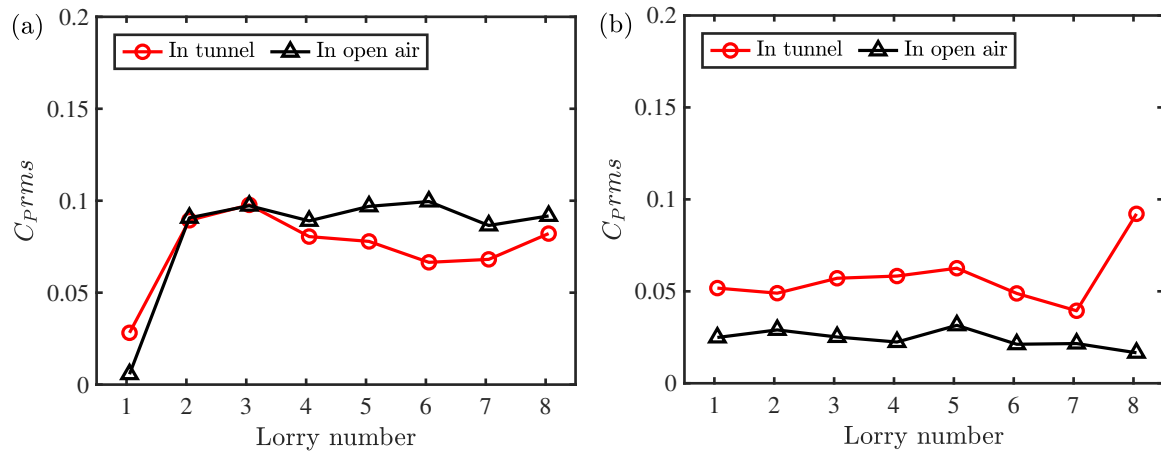 (a)
0.2
0.15
0.1
0.05
0
C_Prms
In tunnel
In open air
1 2 3 4 5 6 7 8
Lorry number
(b)
0.2
0.15
0.1
0.05
0
C_Prms
In tunnel
In open air
1 2 3 4 5 6 7 8
Lorry number